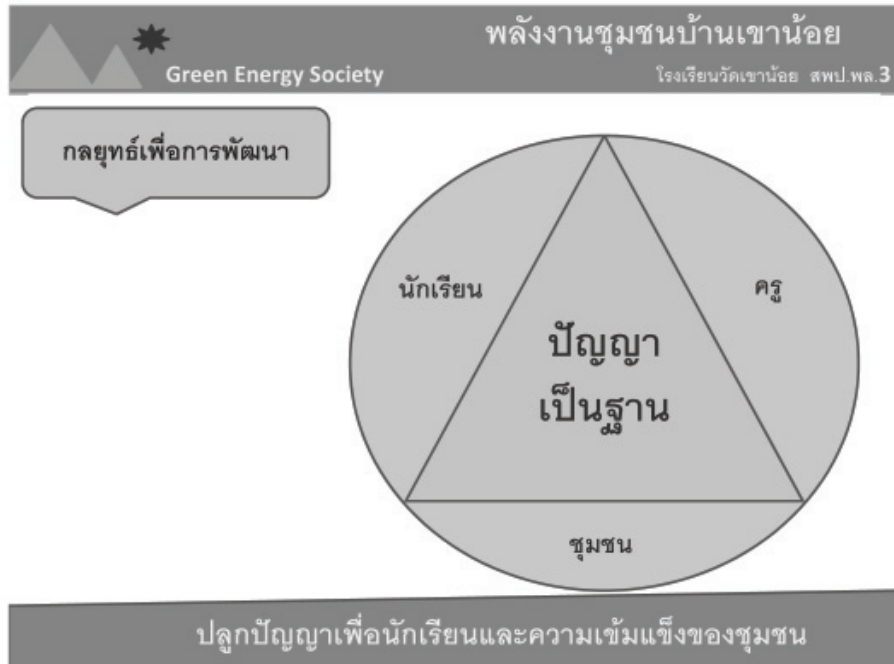 พลังงานชุมชนบ้านเขาน้อย
Green Energy Society
โรงเรียนวัดเขาน้อย สพป.พล.3
กลยุทธ์เพื่อการพัฒนา
นักเรียน
ครู
ปัญญา
เป็นฐาน
ชุมชน
ปลูกปัญญาเพื่อนักเรียนและความเข้มแข็งของชุมชน